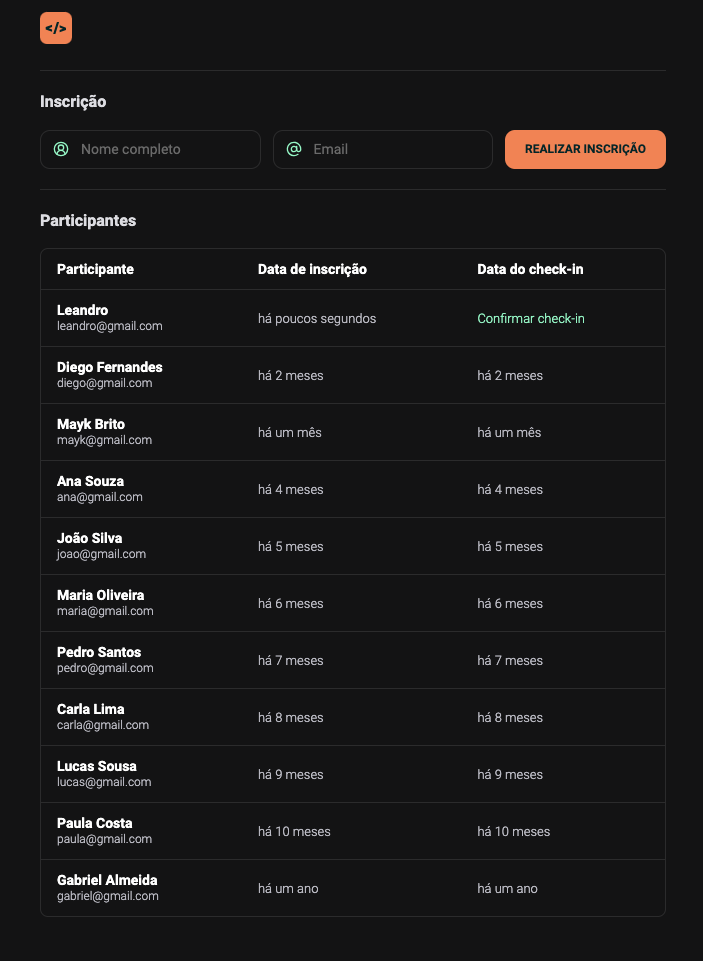 </>
Inscrição
Nome completo
Email
REALIZAR INSCRIÇÃO
Participantes
Participante Data de inscrição Data do check-in
Leandro
leandro@gmail.com
há poucos segundos
Confirmar check-in
Diego Fernandes
diego@gmail.com
há 2 meses
há 2 meses
Mayk Brito
mayk@gmail.com
há um mês
há um mês
Ana Souza
ana@gmail.com
há 4 meses
há 4 meses
João Silva
joao@gmail.com
há 5 meses
há 5 meses
Maria Oliveira
maria@gmail.com
há 6 meses
há 6 meses
Pedro Santos
pedro@gmail.com
há 7 meses
há 7 meses
Carla Lima
carla@gmail.com
há 8 meses
há 8 meses
Lucas Sousa
lucas@gmail.com
há 9 meses
há 9 meses
Paula Costa
paula@gmail.com
há 10 meses
há 10 meses
Gabriel Almeida
gabriel@gmail.com
há um ano
há um ano